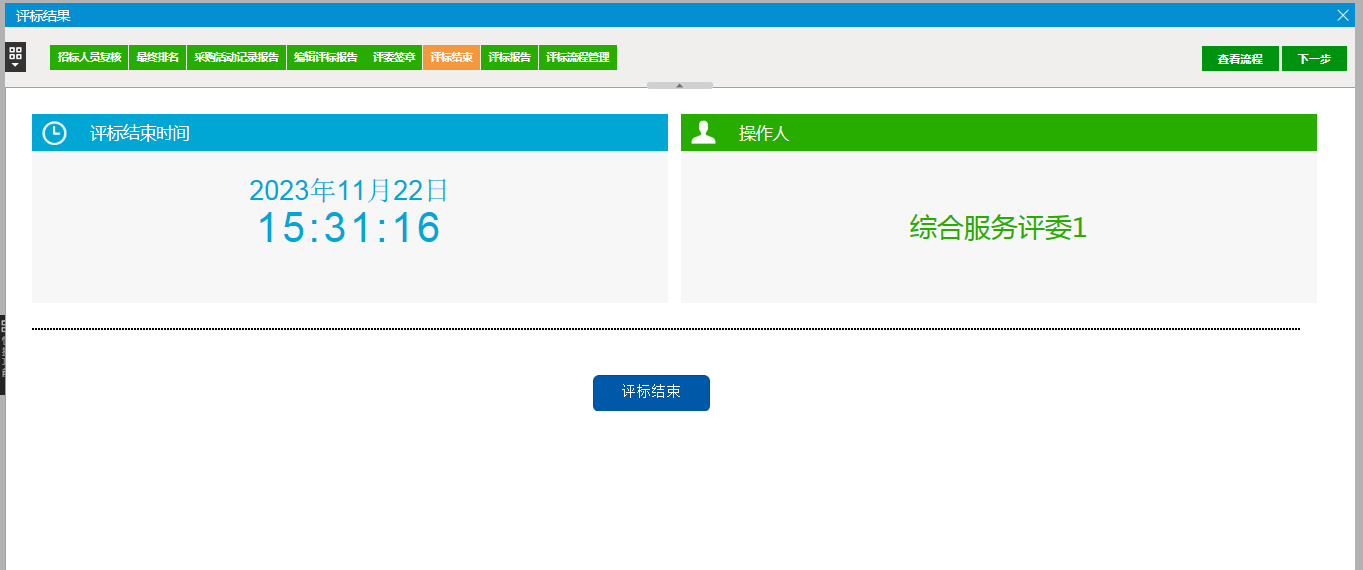 评标结果
招标人员复核 最终排名 采购活动记录报告 编辑评标报告 评委签章 评标结束 评标报告 评标流程管理 查看流程 下一步
评标结束时间 操作人
2023年11月22日
15:31:16
综合服务评委1
评标结束